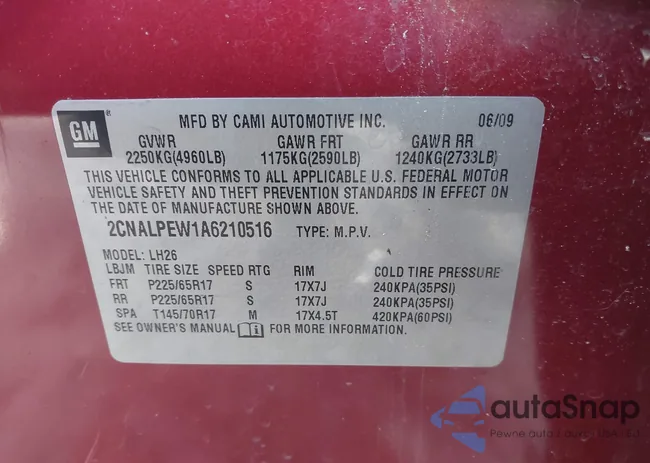 GM
MFD BY CAMI AUTOMOTIVE INC. 06/09
GVWR GAWR FRT GAWR RR
2250KG(4960LB) 1175KG(2590LB) 1240KG(2733LB)
THIS VEHICLE CONFORMS TO ALL APPLICABLE U.S. FEDERAL MOTOR
VEHICLE SAFETY AND THEFT PREVENTION STANDARDS IN EFFECT ON
THE DATE OF MANUFACTURE SHOWN ABOVE.
2CNALPEW1A6210516 TYPE: M.P.V.
MODEL: LH26
LBJM TIRE SIZE SPEED RTG RIM COLD TIRE PRESSURE
FRT P225/65R17 S 17X7J 240KPA(35PSI)
RR P225/65R17 S 17X7J 240KPA(35PSI)
SPA T145/70R17 M 17X4.5T 420KPA(60PSI)
SEE OWNER'S MANUAL FOR MORE INFORMATION.
autaSnap
Pewne auta z USA